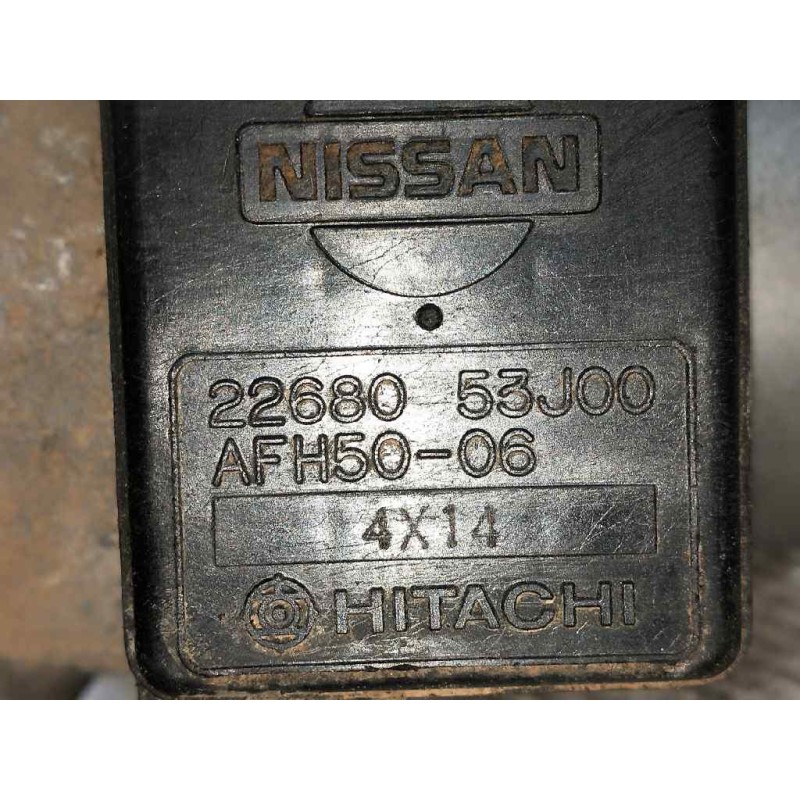 NISSAN
22680 53J00
AFH50-06
4X14
HITACHI